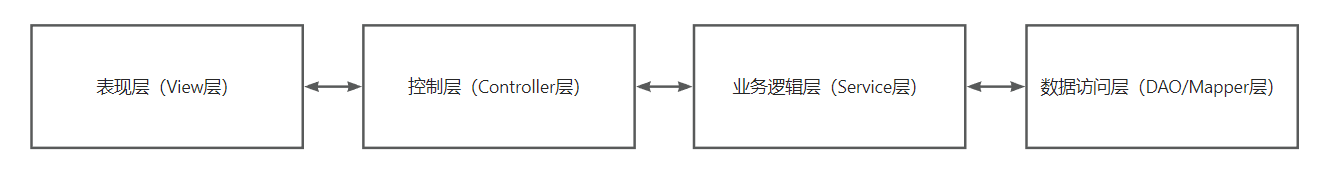 表现层（View层）
控制层（Controller层）
业务逻辑层（Service层）
数据访问层（DAO/Mapper层）